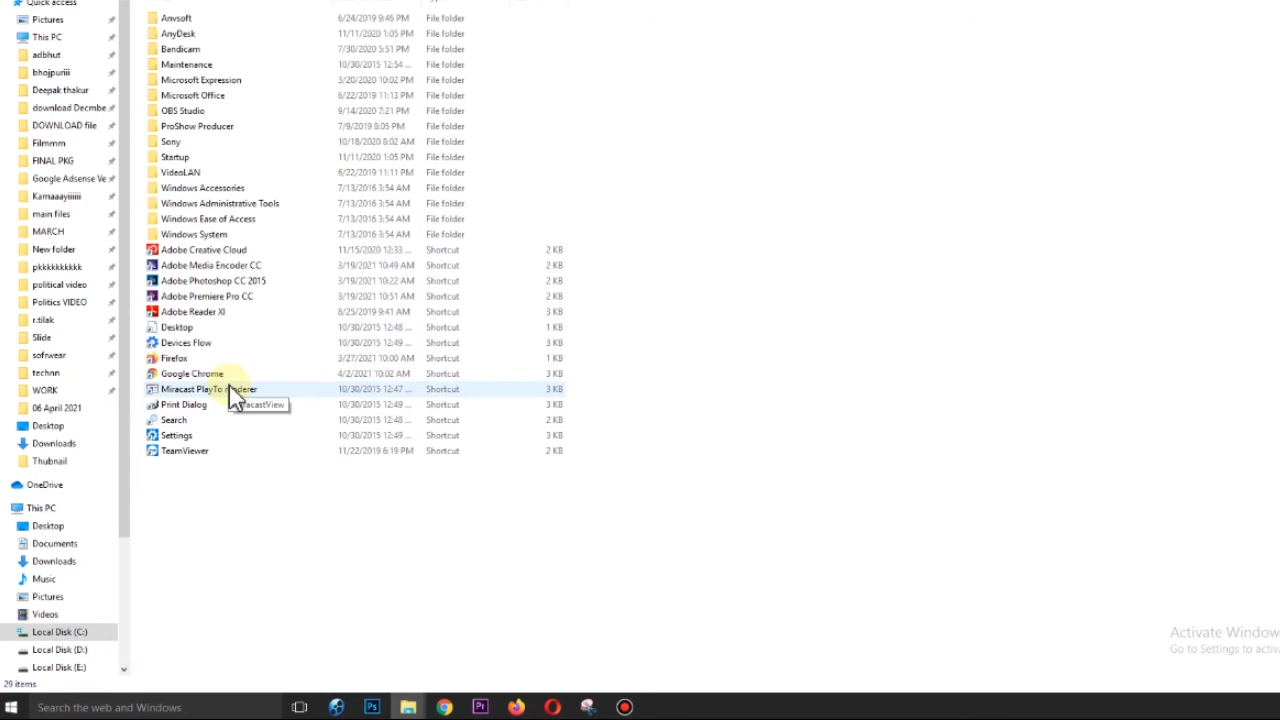 Quick access
Pictures
This PC
adbhut
bhojpuriii
Deepak thakur
download Decmbe
DOWNLOAD file
Filmmm
FINAL PKG
Google Adsense Ve
Kamaaayiiiiii
main files
MARCH
New folder
pkkkkkkkkk
political video
Politics VIDEO
r.tilak
Slide
sofrwear
technn
WORK
06 April 2021
Desktop
Downloads
Thubnail
OneDrive
This PC
Desktop
Documents
Downloads
Music
Pictures
Videos
Local Disk (C:)
Local Disk (D:)
Local Disk (E:)
Anvsoft 6/24/2019 9:46 PM File folder
AnyDesk 11/11/2020 1:05 PM File folder
Bandicam 7/30/2020 5:51 PM File folder
Maintenance 10/30/2015 12:54 ... File folder
Microsoft Expression 3/20/2020 10:02 PM File folder
Microsoft Office 6/22/2019 11:13 PM File folder
OBS Studio 9/14/2020 7:21 PM File folder
ProShow Producer 7/9/2019 8:05 PM File folder
Sony 10/18/2020 8:02 AM File folder
Startup 11/11/2020 1:05 PM File folder
VideoLAN 6/22/2019 11:11 PM File folder
Windows Accessories 7/13/2016 3:54 AM File folder
Windows Administrative Tools 7/13/2016 3:54 AM File folder
Windows Ease of Access 7/13/2016 3:54 AM File folder
Windows System 7/13/2016 3:54 AM File folder
Adobe Creative Cloud 11/15/2020 12:33 ... Shortcut 2 KB
Adobe Media Encoder CC 3/19/2021 10:49 AM Shortcut 2 KB
Adobe Photoshop CC 2015 3/19/2021 10:22 AM Shortcut 2 KB
Adobe Premiere Pro CC 3/19/2021 10:51 AM Shortcut 2 KB
Adobe Reader XI 8/25/2019 9:41 AM Shortcut 3 KB
Desktop 10/30/2015 12:48 ... Shortcut 1 KB
Devices Flow 10/30/2015 12:49 ... Shortcut 3 KB
Firefox 3/27/2021 10:00 AM Shortcut 1 KB
Google Chrome 4/2/2021 10:02 AM Shortcut 3 KB
Miracast PlayTo 10/30/2015 12:47 ... Shortcut 3 KB
Print Dialog 10/30/2015 12:49 ... Shortcut 3 KB
Search 10/30/2015 12:48 ... Shortcut 2 KB
Settings 10/30/2015 12:49 ... Shortcut 3 KB
TeamViewer 11/22/2019 6:19 PM Shortcut 2 KB
Activate Window
Go to Settings to activa
29 items
Search the web and Windows
Ps
Pr